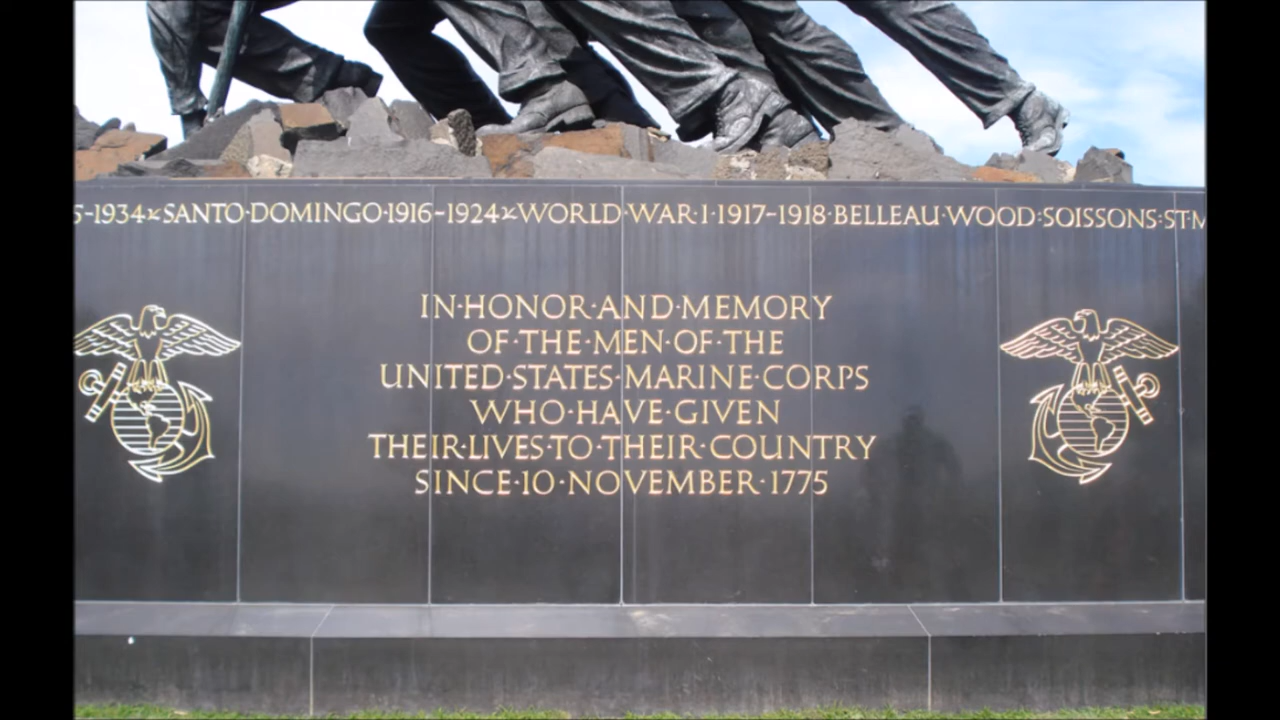 5-1934☆SANTO·DOMINGO·1916-1924☆WORLD·WAR·I·1917-1918·BELLEAU·WOOD:SOISSONS:ST·M
IN·HONOR·AND·MEMORY
OF·THE·MEN·OF·THE
UNITED·STATES·MARINE·CORPS
WHO·HAVE·GIVEN
THEIR·LIVES·TO·THEIR·COUNTRY
SINCE·10·NOVEMBER·1775